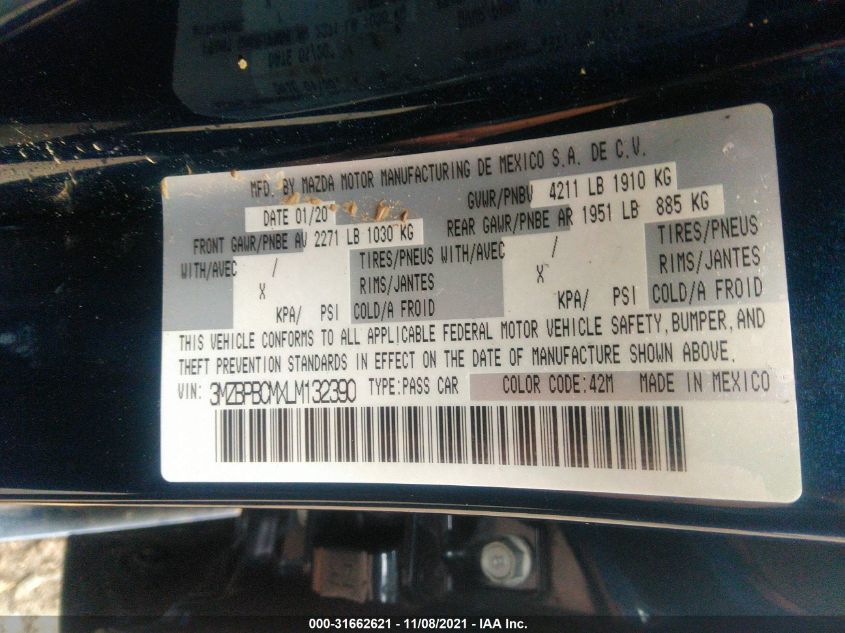 MFD. BY MAZDA MOTOR MANUFACTURING DE MEXICO S.A. DE C.V.
DATE 01/20 GVWR/PNBV 4211 LB 1910 KG
FRONT GAWR/PNBE AV 2271 LB 1030 KG REAR GAWR/PNBE AR 1951 LB 885 KG
WITH/AVEC / TIRES/PNEUS WITH/AVEC / TIRES/PNEUS
X RIMS/JANTES X RIMS/JANTES
KPA/ PSI COLD/A FROID KPA/ PSI COLD/A FROID
THIS VEHICLE CONFORMS TO ALL APPLICABLE FEDERAL MOTOR VEHICLE SAFETY, BUMPER, AND
THEFT PREVENTION STANDARDS IN EFFECT ON THE DATE OF MANUFACTURE SHOWN ABOVE.
VIN: 3MZBPBCMXLM132390 TYPE:PASS CAR COLOR CODE:42M MADE IN MEXICO
000-31662621 - 11/08/2021 - IAA Inc.